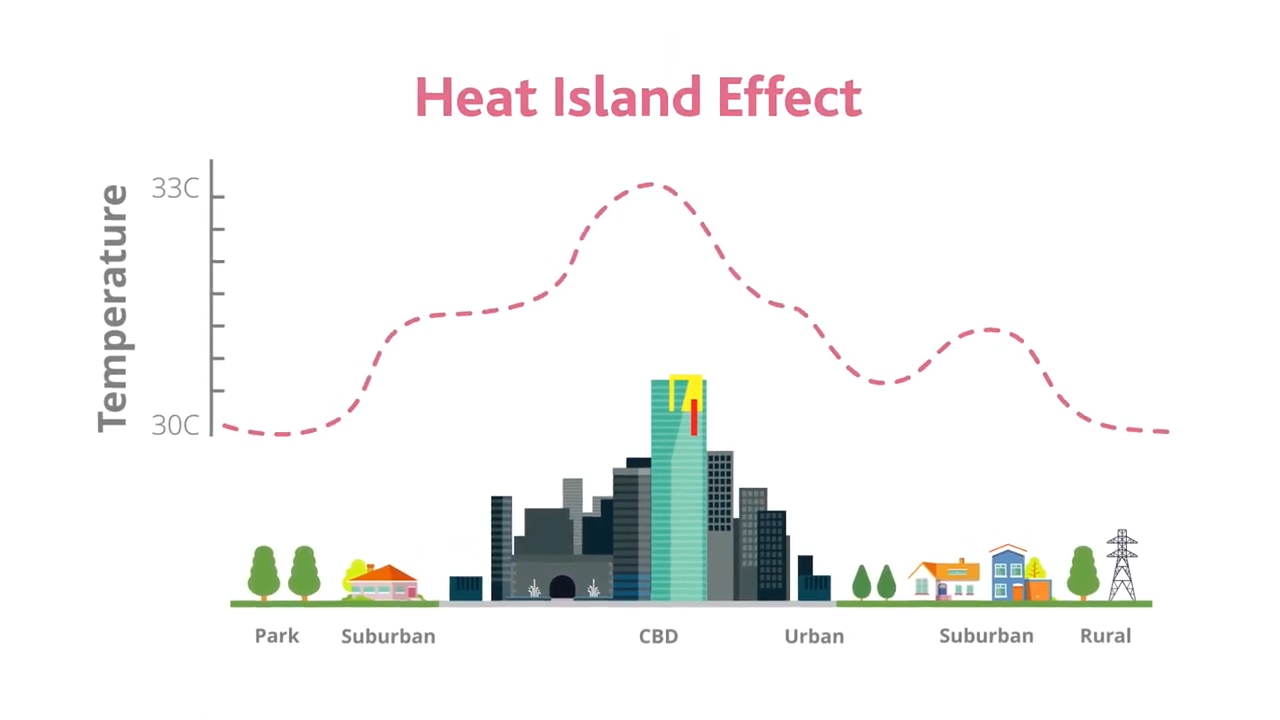 Heat Island Effect
Temperature
33C
30C
Park
Suburban
CBD
Urban
Suburban
Rural